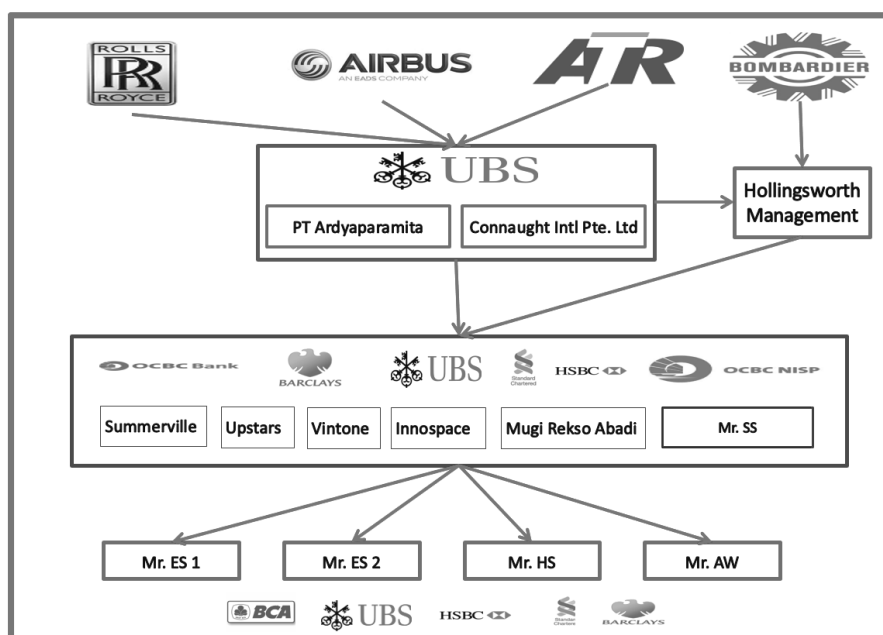 ROLLS
RR
ROYCE
AIRBUS
AN EADS COMPANY
ATR
BOMBARDIER
UBS
PT Ardyaparamita
Connaught Intl Pte. Ltd
Hollingsworth
Management
OCBC Bank
BARCLAYS
UBS
Standard
Chartered
HSBC
OCBC NISP
Summerville
Upstars
Vintone
Innospace
Mugi Rekso Abadi
Mr. SS
Mr. ES 1
Mr. ES 2
Mr. HS
Mr. AW
BCA
UBS
HSBC
BARCLAYS